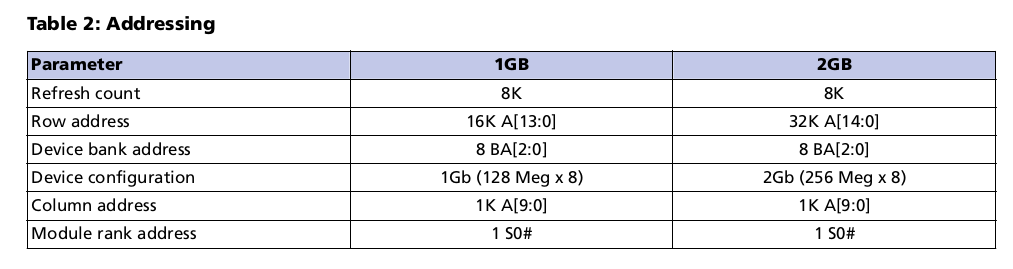 Table 2: Addressing
Parameter 1GB 2GB
Refresh count 8K 8K
Row address 16K A[13:0] 32K A[14:0]
Device bank address 8 BA[2:0] 8 BA[2:0]
Device configuration 1Gb (128 Meg x 8) 2Gb (256 Meg x 8)
Column address 1K A[9:0] 1K A[9:0]
Module rank address 1 S0# 1 S0#